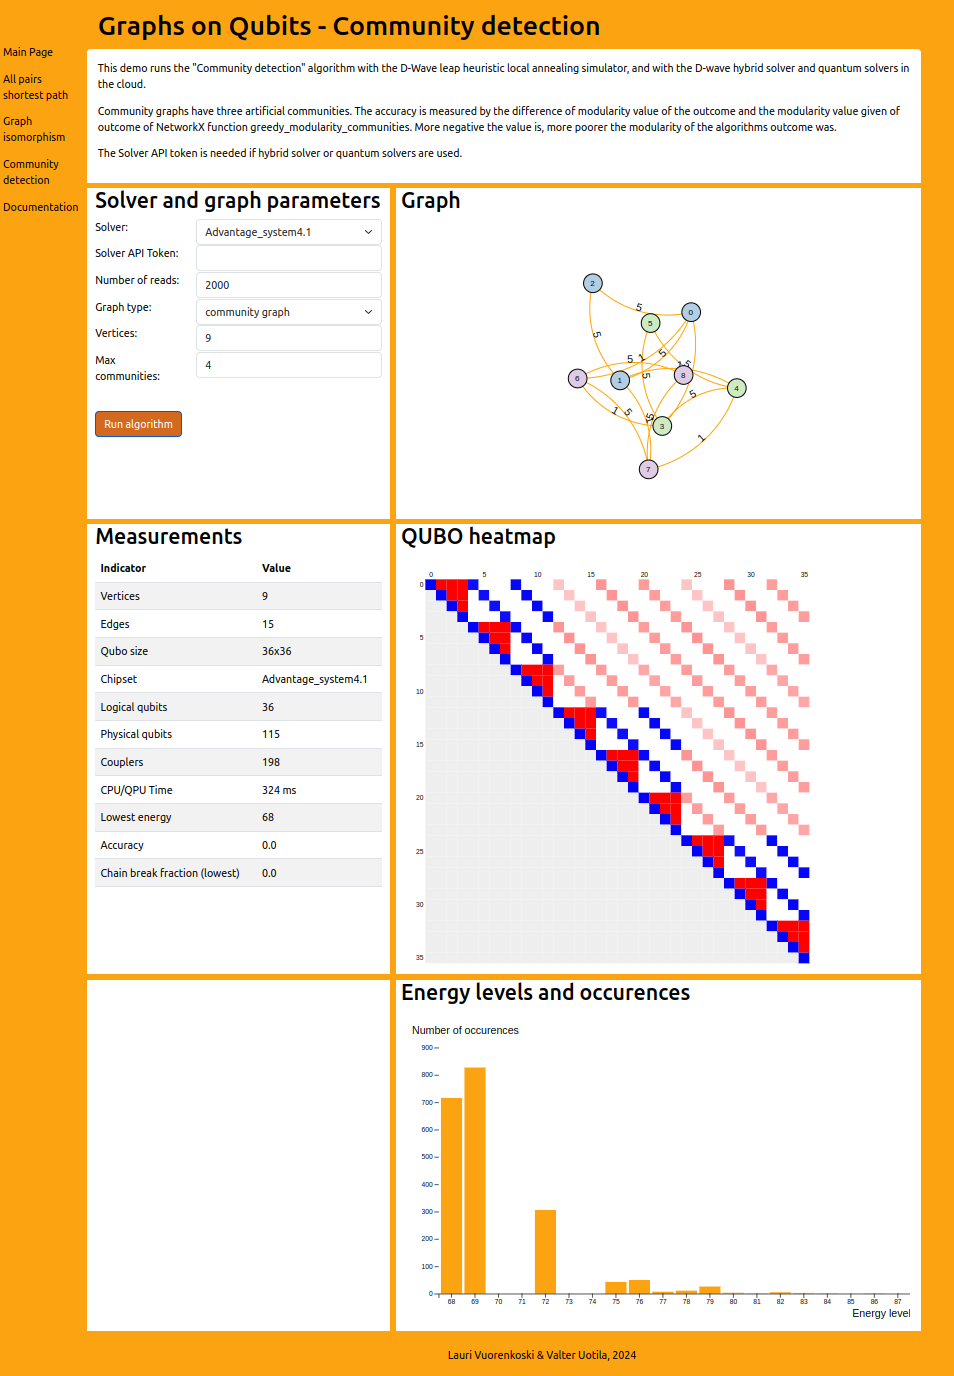 Graphs on Qubits - Community detection
Main Page
All pairs
shortest path
Graph
isomorphism
Community
detection
Documentation
This demo runs the "Community detection" algorithm with the D-Wave leap heuristic local annealing simulator, and with the D-wave hybrid solver and quantum solvers in
the cloud.
Community graphs have three artificial communities. The accuracy is measured by the difference of modularity value of the outcome and the modularity value given of
outcome of NetworkX function greedy_modularity_communities. More negative the value is, more poorer the modularity of the algorithms outcome was.
The Solver API token is needed if hybrid solver or quantum solvers are used.
Solver and graph parameters
Solver: Advantage_system4.1
Solver API Token:
Number of reads: 2000
Graph type: community graph
Vertices: 9
Max
communities: 4
Run algorithm
Graph
2
5
0
5
5
5 1 5
1 5
6
1
8
4
5
5
1 5
5
3
1
7
Measurements
Indicator Value
Vertices 9
Edges 15
Qubo size 36x36
Chipset Advantage_system4.1
Logical qubits 36
Physical qubits 115
Couplers 198
CPU/QPU Time 324 ms
Lowest energy 68
Accuracy 0.0
Chain break fraction (lowest) 0.0
QUBO heatmap
0 5 10 15 20 25 30 35
0
5
10
15
20
25
30
35
Energy levels and occurences
Number of occurences
900
800
700
600
500
400
300
200
100
0
68 69 70 71 72 73 74 75 76 77 78 79 80 81 82 83 84 85 86 87
Energy level
Lauri Vuorenkoski & Valter Uotila, 2024